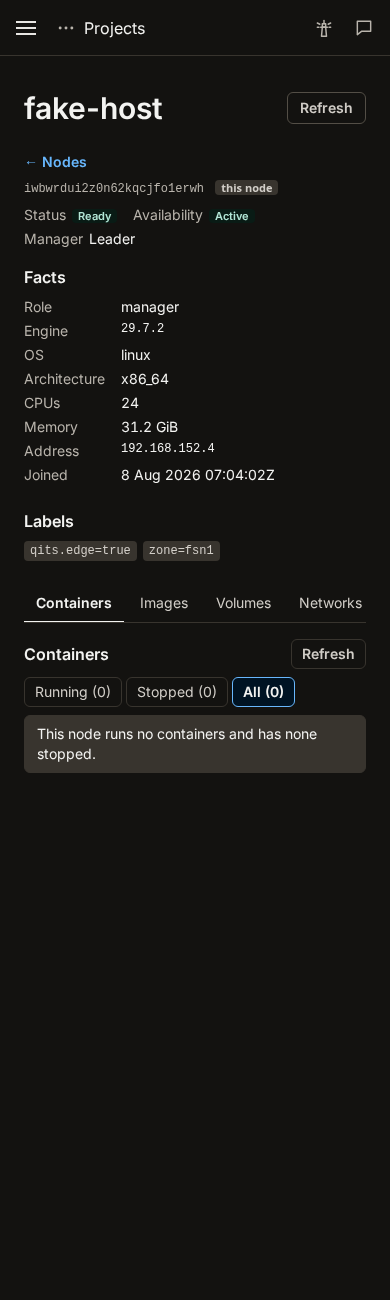 Projects
fake-host
Refresh
← Nodes
iwbwrdui2z0n62kqcjfo1erwh this node
Status Ready Availability Active
Manager Leader
Facts
Role manager
Engine 29.7.2
OS linux
Architecture x86_64
CPUs 24
Memory 31.2 GiB
Address 192.168.152.4
Joined 8 Aug 2026 07:04:02Z
Labels
qits.edge=true zone=fsn1
Containers Images Volumes Networks
Containers Refresh
Running (0) Stopped (0) All (0)
This node runs no containers and has none
stopped.